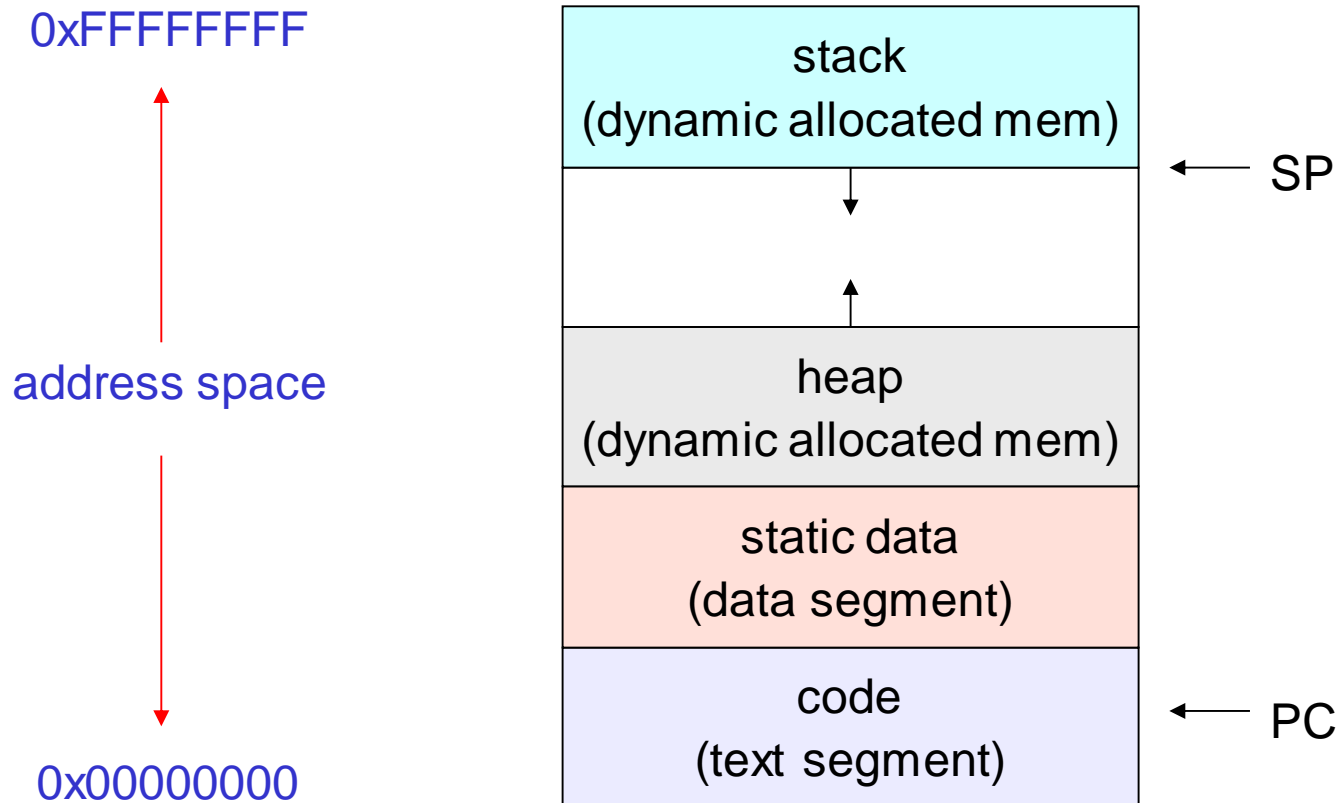 0xFFFFFFFF
stack
(dynamic allocated mem)
SP
address space
heap
(dynamic allocated mem)
static data
(data segment)
code
(text segment)
PC
0x00000000